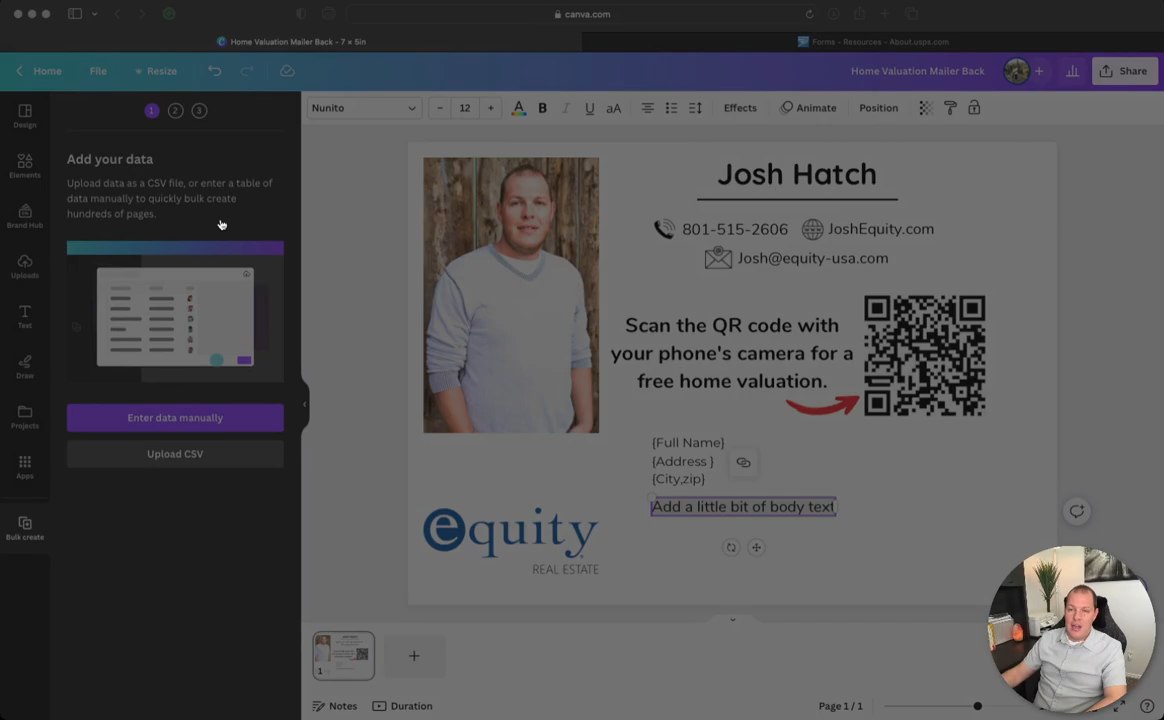 canva.com
Home Valuation Mailer Back - 7 × 5in
Forms - Resources - About.usps.com
Home
File
Resize
Home Valuation Mailer Back
Share
Design
Elements
Brand Hub
Uploads
Text
Draw
Projects
Apps
Bulk create
1 2 3
Add your data
Upload data as a CSV file, or enter a table of
data manually to quickly bulk create
hundreds of pages.
Enter data manually
Upload CSV
Nunito
– 12 +
A B I U aA
Effects
Animate
Position
Josh Hatch
801-515-2606 JoshEquity.com
Josh@equity-usa.com
Scan the QR code with
your phone's camera for a
free home valuation.
{Full Name}
{Address }
{City,zip}
Add a little bit of body text
equity
REAL ESTATE
1
Notes
Duration
Page 1 / 1